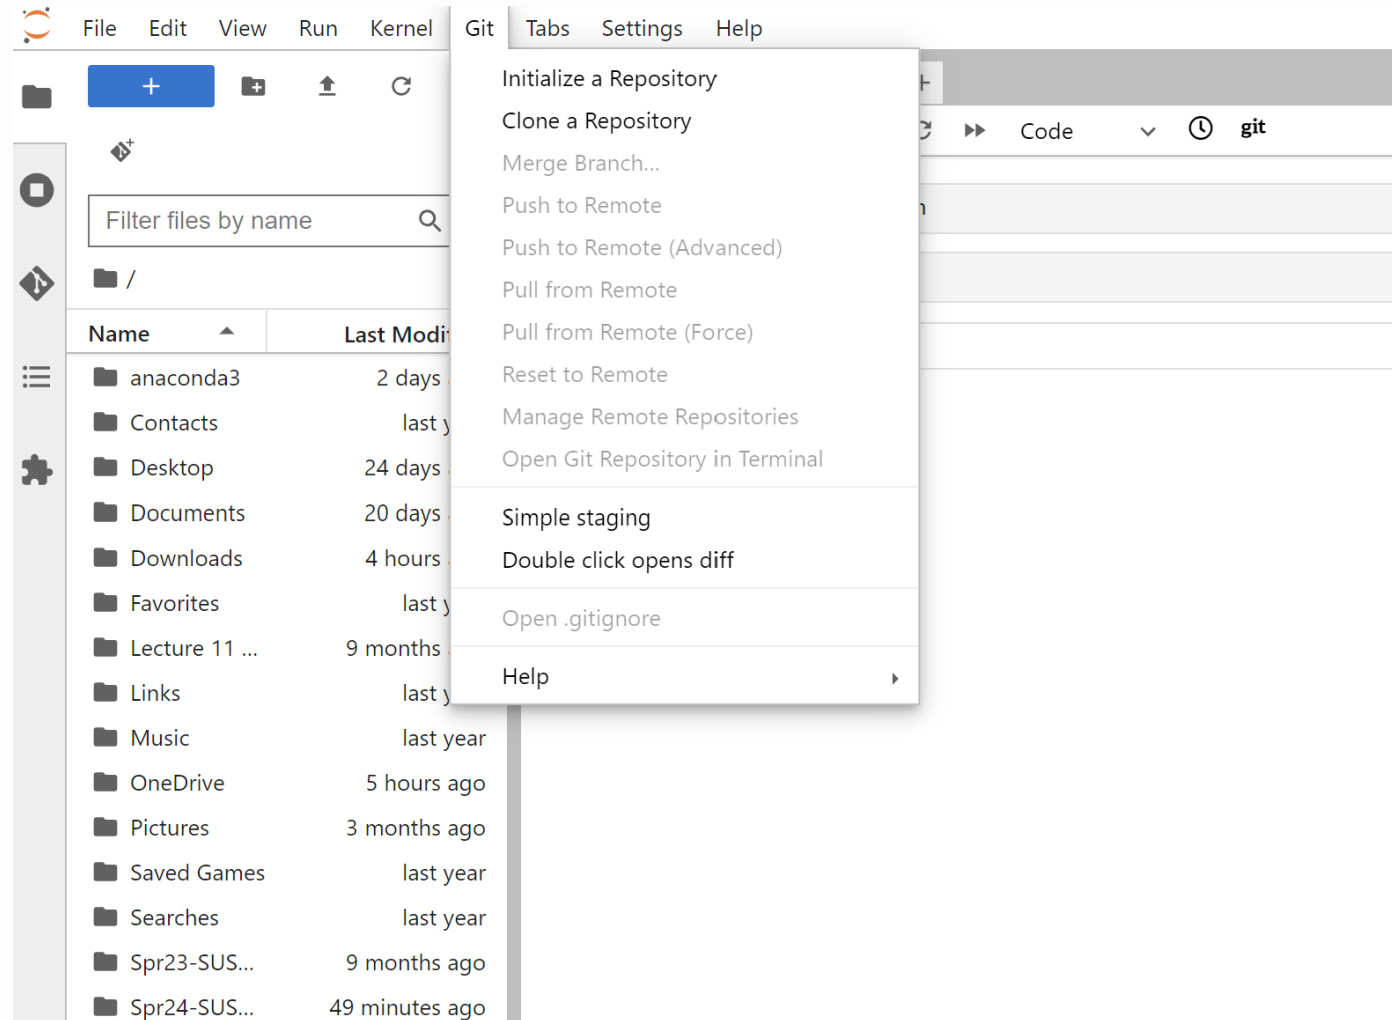 File Edit View Run Kernel Git Tabs Settings Help
+
Code git
Filter files by name
/
Name Last Modif
anaconda3 2 days
Contacts last y
Desktop 24 days
Documents 20 days
Downloads 4 hours
Favorites last y
Lecture 11 ... 9 months
Links last y
Music last year
OneDrive 5 hours ago
Pictures 3 months ago
Saved Games last year
Searches last year
Spr23-SUS... 9 months ago
Spr24-SUS... 49 minutes ago
Initialize a Repository
Clone a Repository
Merge Branch...
Push to Remote
Push to Remote (Advanced)
Pull from Remote
Pull from Remote (Force)
Reset to Remote
Manage Remote Repositories
Open Git Repository in Terminal
Simple staging
Double click opens diff
Open .gitignore
Help